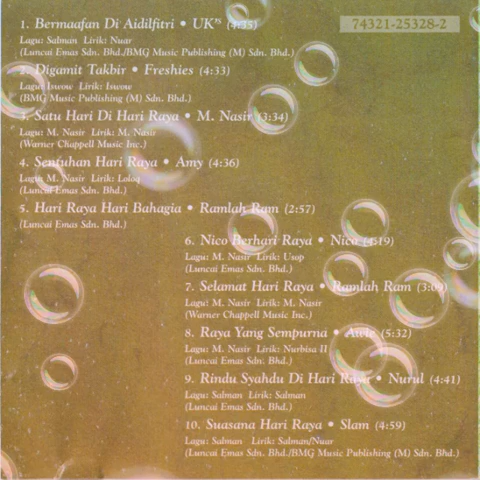 74321-25328-2
1. Bermaafan Di Aidilfitri • UK's (4:35)
Lagu: Salman Lirik: Nuar
(Luncai Emas Sdn. Bhd./BMG Music Publishing (M) Sdn. Bhd.)
2. Digamit Takbir • Freshies (4:33)
Lagu: Iswow Lirik: Iswow
(BMG Music Publishing (M) Sdn. Bhd.)
3. Satu Hari Di Hari Raya • M. Nasir (3:34)
Lagu: M. Nasir Lirik: M. Nasir
(Warner Chappell Music Inc.)
4. Sentuhan Hari Raya • Amy (4:36)
Lagu: M. Nasir Lirik: Loloq
(Luncai Emas Sdn. Bhd.)
5. Hari Raya Hari Bahagia • Ramlah Ram (2:57)
(Luncai Emas Sdn. Bhd.)
6. Nico Berhari Raya • Nico (4:19)
Lagu: M. Nasir Lirik: Usop
(Luncai Emas Sdn. Bhd.)
7. Selamat Hari Raya • Ramlah Ram (3:09)
Lagu: M. Nasir Lirik: M. Nasir
(Warner Chappell Music Inc.)
8. Raya Yang Sempurna • Awie (5:32)
Lagu: M. Nasir Lirik: Nurbisa II
(Luncai Emas Sdn. Bhd.)
9. Rindu Syahdu Di Hari Raya • Nurul (4:41)
Lagu: Salman Lirik: Salman
(Luncai Emas Sdn. Bhd.)
10. Suasana Hari Raya • Slam (4:59)
Lagu: Salman Lirik: Salman/Nuar
(Luncai Emas Sdn. Bhd./BMG Music Publishing (M) Sdn. Bhd.)